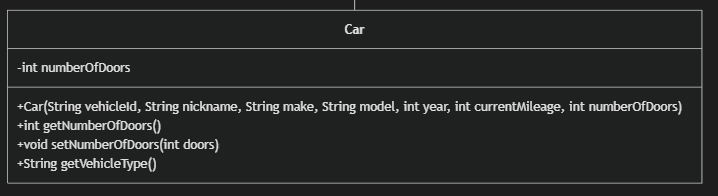 Car
-int numberOfDoors
+Car(String vehicleId, String nickname, String make, String model, int year, int currentMileage, int numberOfDoors)
+int getNumberOfDoors()
+void setNumberOfDoors(int doors)
+String getVehicleType()